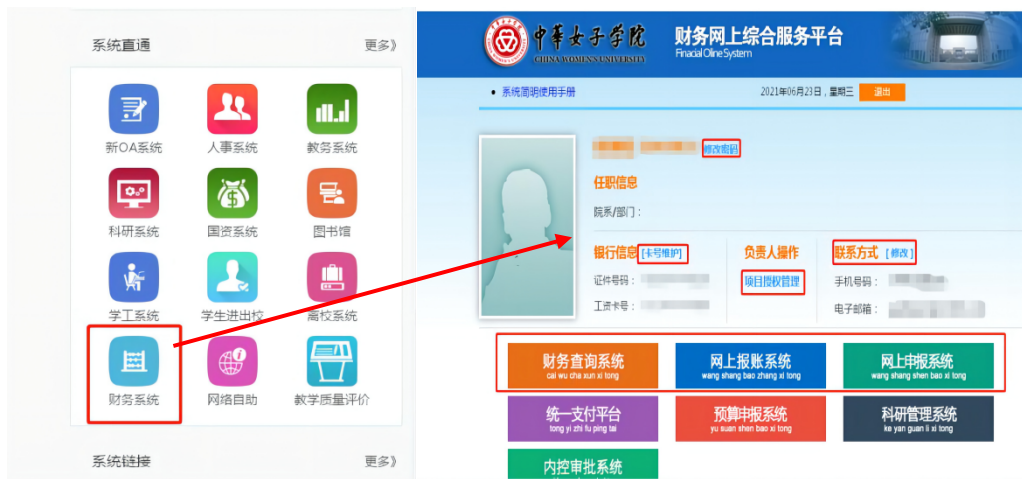 系统直通 更多》
新OA系统 人事系统 教务系统
科研系统 国资系统 图书馆
学工系统 学生进出校 离校系统
财务系统 网络自助 教学质量评价
系统链接 更多》
中華女子学院 财务网上综合服务平台
CHINA WOMEN'S UNIVERSITY Finacial Oline System
系统简明使用手册 2021年06月23日，星期三 退出
修改密码
任职信息
院系/部门：
银行信息 [卡号维护] 负责人操作 联系方式 [修改]
证件号码： 项目授权管理 手机号码：
工资卡号： 电子邮箱：
财务查询系统 网上报账系统 网上申报系统
cai wu cha xun xi tong wang shang bao zhang xi tong wang shang shen bao xi tong
统一支付平台 预算申报系统 科研管理系统
tong yi zhi fu ping tai yu suan shen bao xi tong ke yan guan li xi tong
内控审批系统